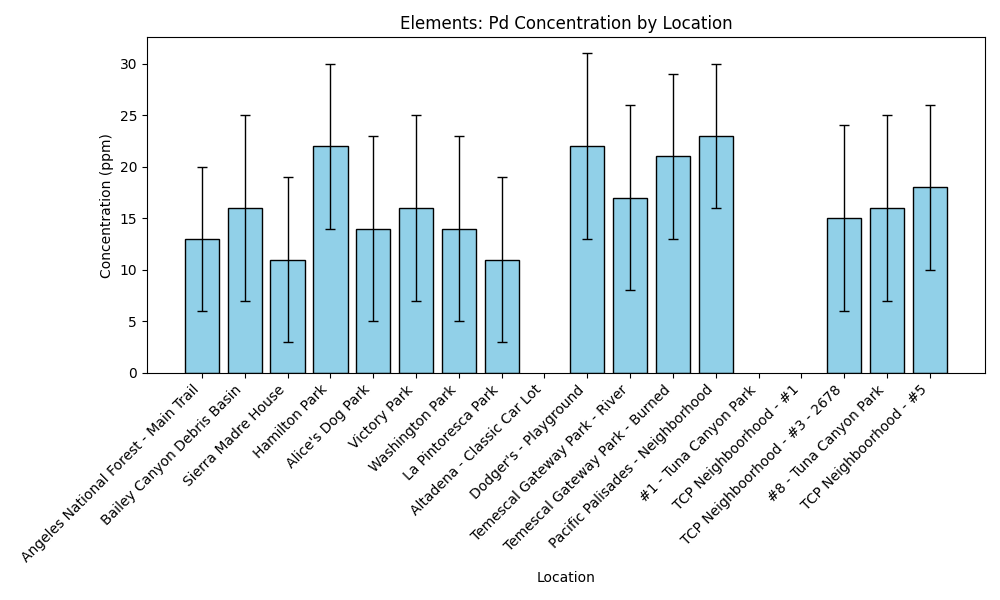 Elements: Pd Concentration by Location
Concentration (ppm)
30
25
20
15
10
5
0
Angeles National Forest - Main Trail
Bailey Canyon Debris Basin
Sierra Madre House
Hamilton Park
Alice's Dog Park
Victory Park
Washington Park
La Pintoresca Park
Altadena - Classic Car Lot
Dodger's - Playground
Temescal Gateway Park - River
Temescal Gateway Park - Burned
Pacific Palisades - Neighborhood
#1 - Tuna Canyon Park
TCP Neighboorhood - #1
TCP Neighboorhood - #3 - 2678
#8 - Tuna Canyon Park
TCP Neighboorhood - #5
Location